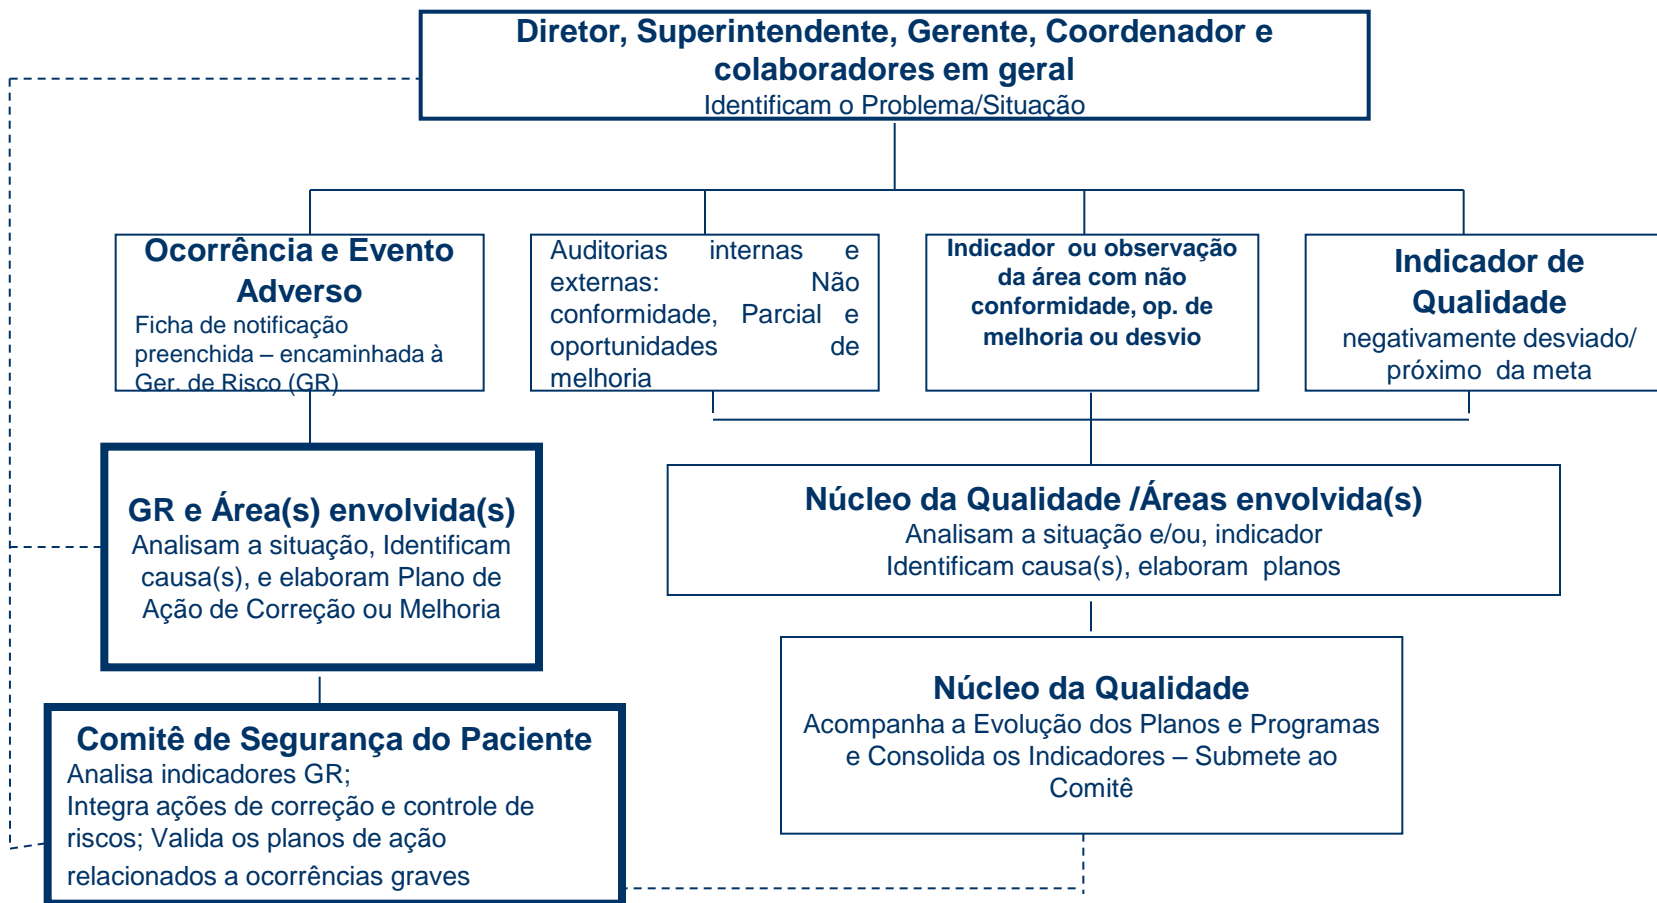 Diretor, Superintendente, Gerente, Coordenador e
colaboradores em geral
Identificam o Problema/Situação
Ocorrência e Evento
Adverso
Ficha de notificação
preenchida – encaminhada à
Ger. de Risco (GR)
Auditorias internas e
externas: Não
conformidade, Parcial e
oportunidades de
melhoria
Indicador ou observação
da área com não
conformidade, op. de
melhoria ou desvio
Indicador de
Qualidade
negativamente desviado/
próximo da meta
GR e Área(s) envolvida(s)
Analisam a situação, Identificam
causa(s), e elaboram Plano de
Ação de Correção ou Melhoria
Núcleo da Qualidade /Áreas envolvida(s)
Analisam a situação e/ou, indicador
Identificam causa(s), elaboram planos
Núcleo da Qualidade
Acompanha a Evolução dos Planos e Programas
e Consolida os Indicadores – Submete ao
Comitê
Comitê de Segurança do Paciente
Analisa indicadores GR;
Integra ações de correção e controle de
riscos; Valida os planos de ação
relacionados a ocorrências graves